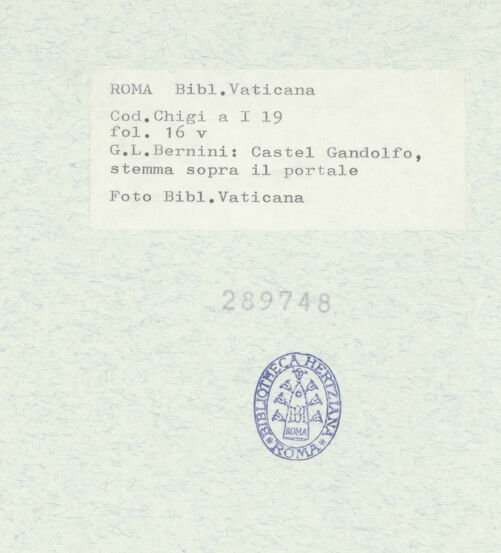 ROMA Bibl.Vaticana
Cod.Chigi a I 19
fol. 16 v
G.L.Bernini: Castel Gandolfo,
stemma sopra il portale
Foto Bibl.Vaticana
289748
BIBLIOTHECA HERTZIANA
ROMA
* ROMA *